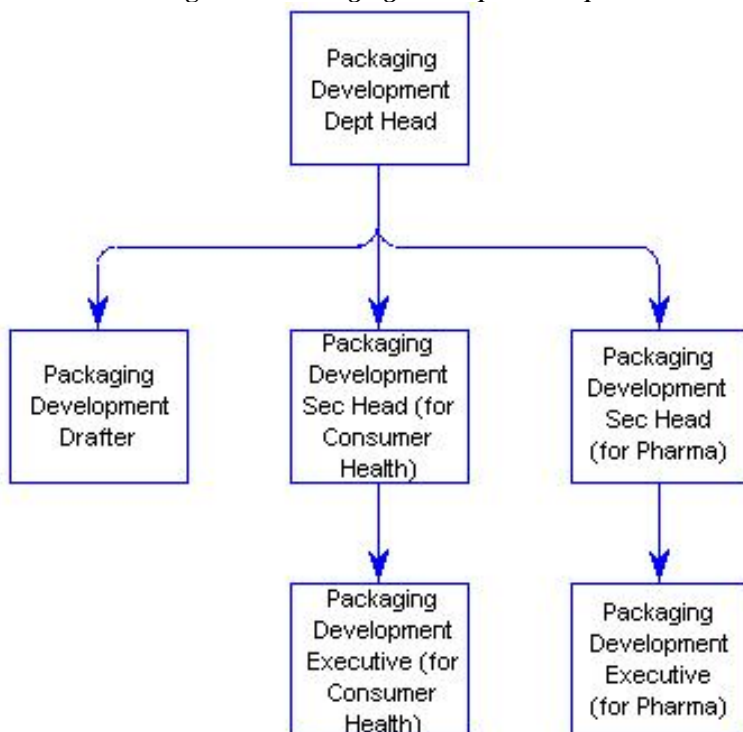 Packaging
Development
Dept Head
Packaging
Development
Drafter
Packaging
Development
Sec Head (for
Consumer
Health)
Packaging
Development
Sec Head
(for Pharma)
Packaging
Development
Executive (for
Consumer
Health)
Packaging
Development
Executive
(for Pharma)